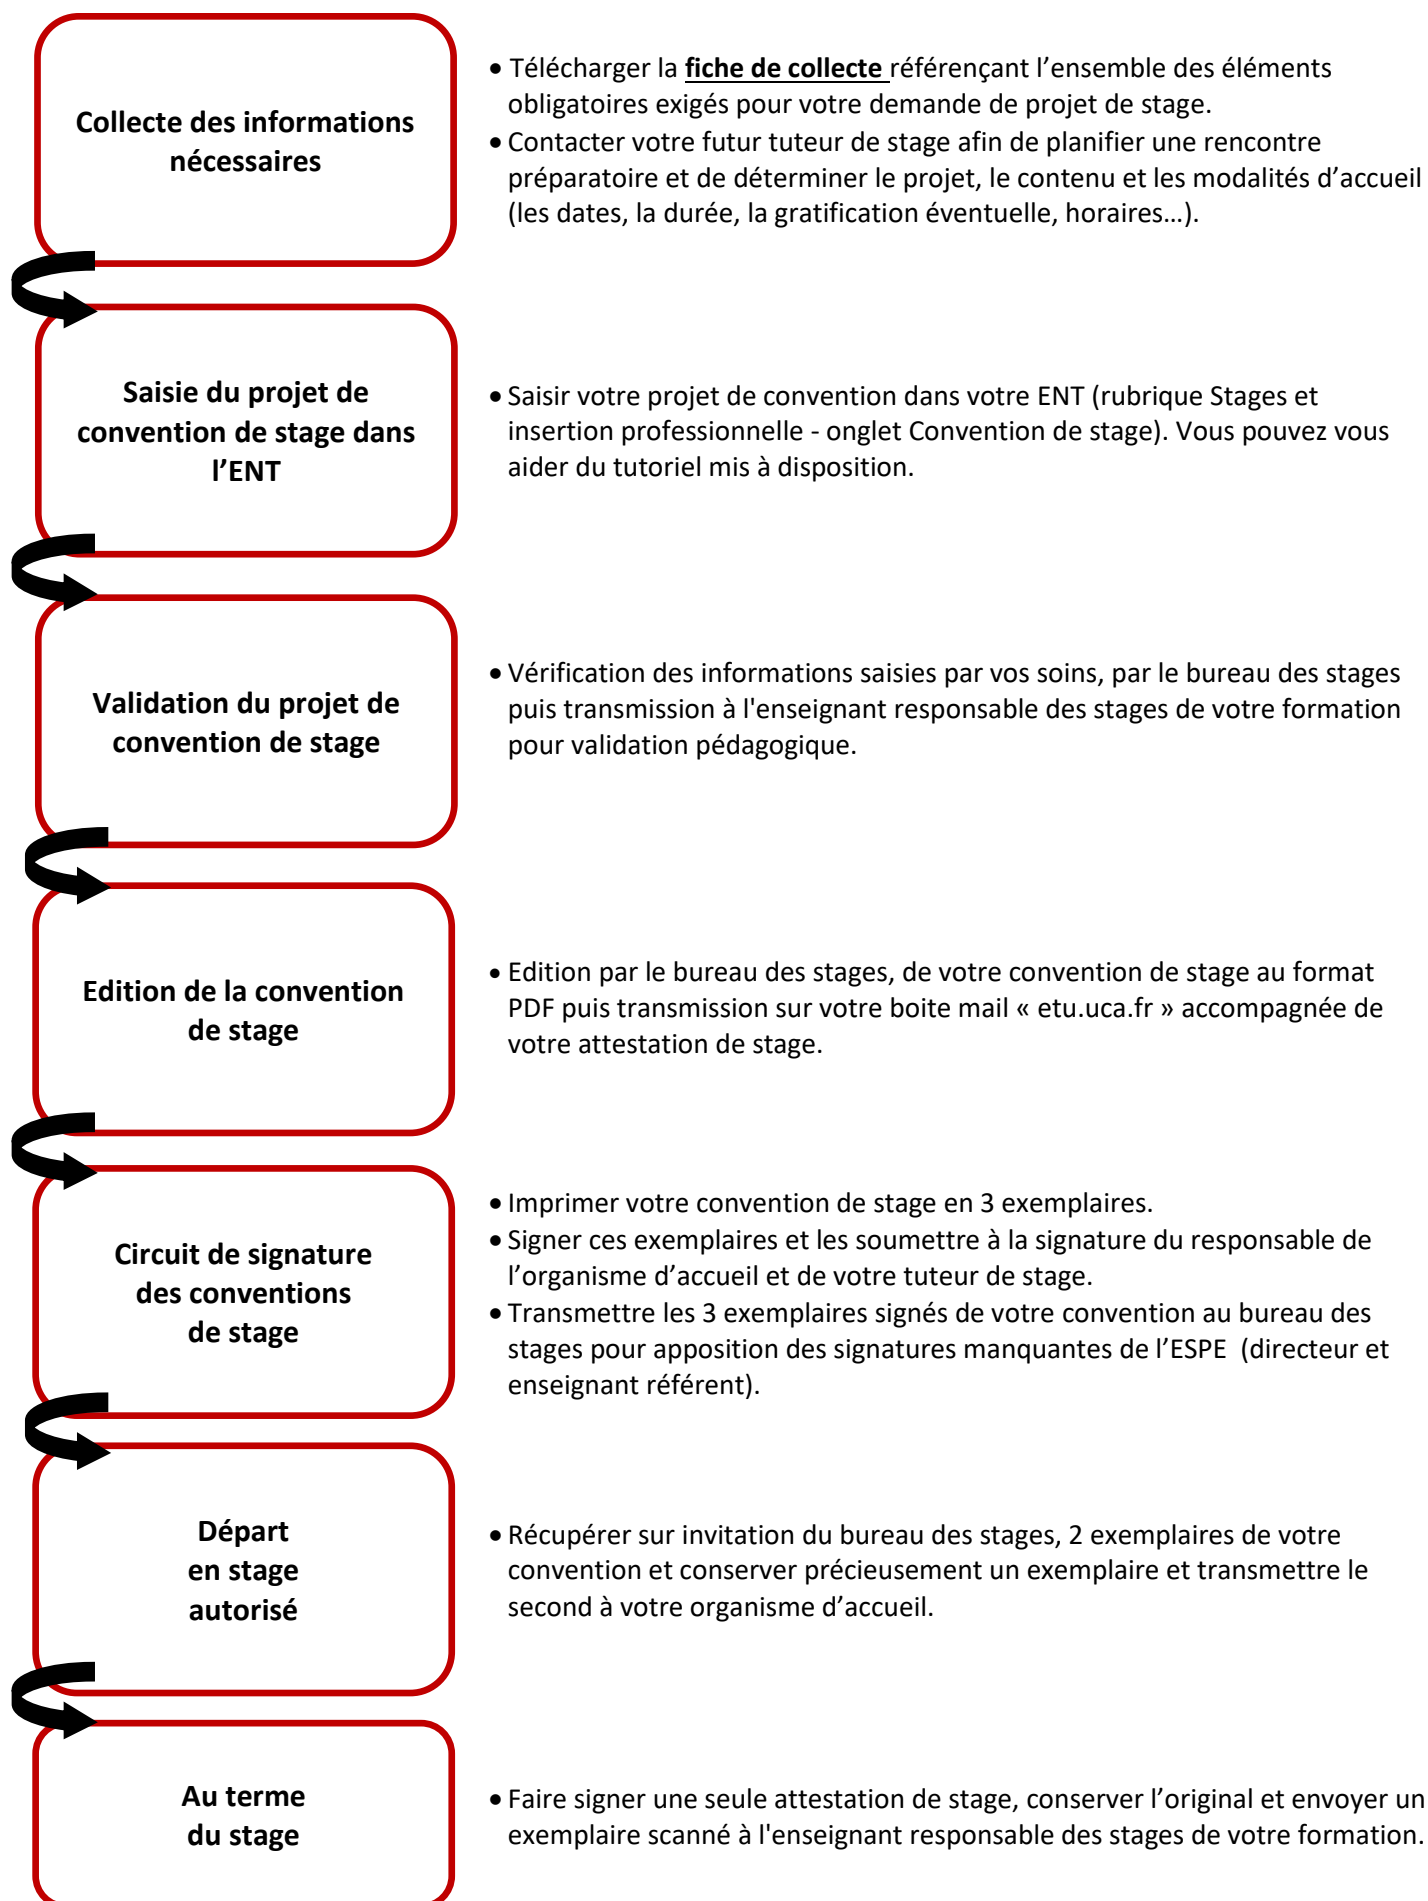 Collecte des informations
nécessaires
• Télécharger la fiche de collecte référençant l’ensemble des éléments
obligatoires exigés pour votre demande de projet de stage.
• Contacter votre futur tuteur de stage afin de planifier une rencontre
préparatoire et de déterminer le projet, le contenu et les modalités d’accueil
(les dates, la durée, la gratification éventuelle, horaires…).
Saisie du projet de
convention de stage dans
l’ENT
• Saisir votre projet de convention dans votre ENT (rubrique Stages et
insertion professionnelle - onglet Convention de stage). Vous pouvez vous
aider du tutoriel mis à disposition.
Validation du projet de
convention de stage
• Vérification des informations saisies par vos soins, par le bureau des stages
puis transmission à l'enseignant responsable des stages de votre formation
pour validation pédagogique.
Edition de la convention
de stage
• Edition par le bureau des stages, de votre convention de stage au format
PDF puis transmission sur votre boite mail « etu.uca.fr » accompagnée de
votre attestation de stage.
Circuit de signature
des conventions
de stage
• Imprimer votre convention de stage en 3 exemplaires.
• Signer ces exemplaires et les soumettre à la signature du responsable de
l’organisme d’accueil et de votre tuteur de stage.
• Transmettre les 3 exemplaires signés de votre convention au bureau des
stages pour apposition des signatures manquantes de l’ESPE (directeur et
enseignant référent).
Départ
en stage
autorisé
• Récupérer sur invitation du bureau des stages, 2 exemplaires de votre
convention et conserver précieusement un exemplaire et transmettre le
second à votre organisme d’accueil.
Au terme
du stage
• Faire signer une seule attestation de stage, conserver l’original et envoyer un
exemplaire scanné à l'enseignant responsable des stages de votre formation.